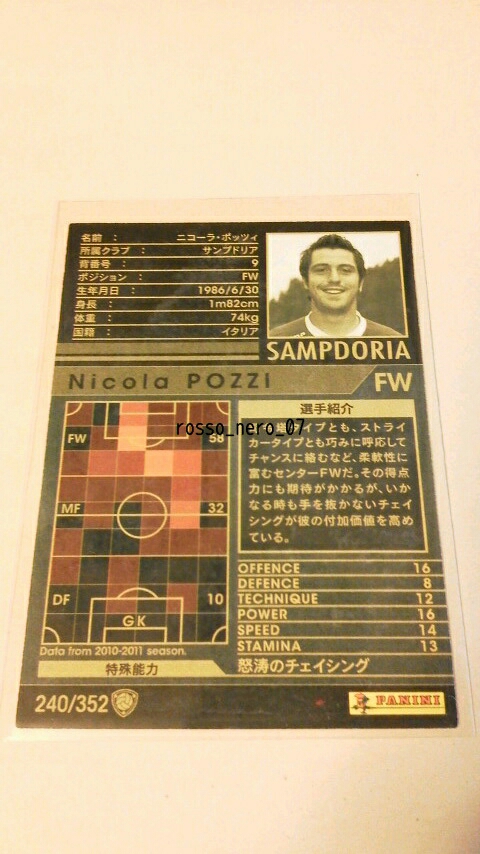 名前 : ニコーラ・ポッツィ
所属クラブ : サンプドリア
背番号 : 9
ポジション : FW
生年月日 : 1986/6/30
身長 : 1m82cm
体重 : 74kg
国籍 : イタリア
SAMPDORIA
Nicola POZZI
FW
選手紹介
タイプとも、ストライ
カータイプとも巧みに呼応して
チャンスに絡むなど、柔軟性に
富むセンターFWだ。その得点
力にも期待がかかるが、いか
なる時も手を抜かないチェイ
シングが彼の付加価値を高め
ている。
rosso_nero_07
FW 58
MF 32
DF 10
GK
Data from 2010-2011 season.
OFFENCE 16
DEFENCE 8
TECHNIQUE 12
POWER 16
SPEED 14
STAMINA 13
特殊能力
怒涛のチェイシング
240/352
PANINI